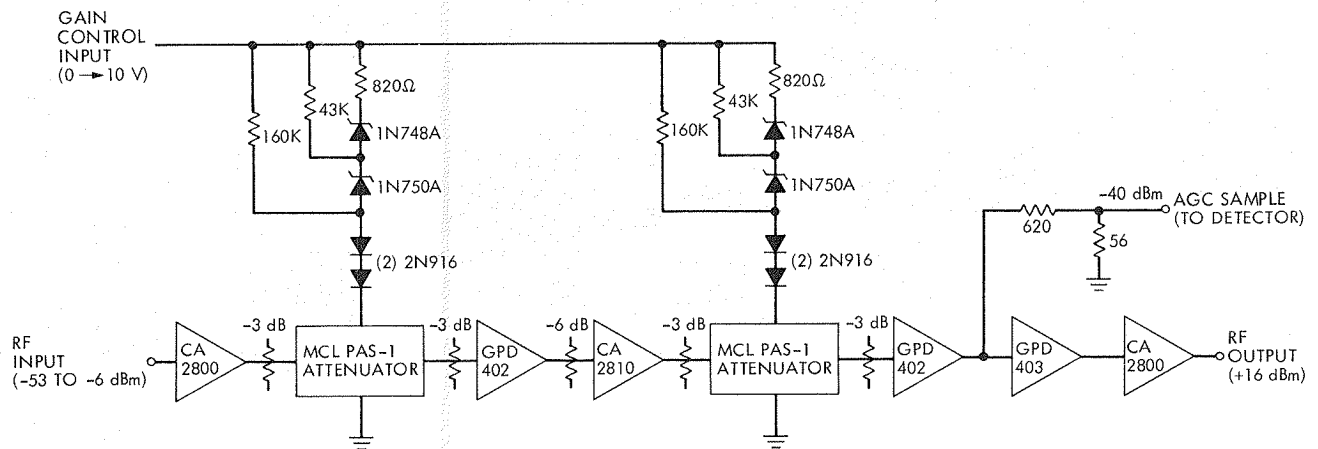 GAIN
CONTROL
INPUT
(0 → 10 V)
820Ω
43K
160K
1N748A
1N750A
(2) 2N916
820Ω
43K
160K
1N748A
1N750A
(2) 2N916
-40 dBm
AGC SAMPLE
(TO DETECTOR)
620
56
RF
INPUT
(-53 TO -6 dBm)
CA
2800
-3 dB
MCL PAS-1
ATTENUATOR
-3 dB
GPD
402
-6 dB
CA
2810
-3 dB
MCL PAS-1
ATTENUATOR
-3 dB
GPD
402
GPD
403
CA
2800
RF
OUTPUT
(+16 dBm)